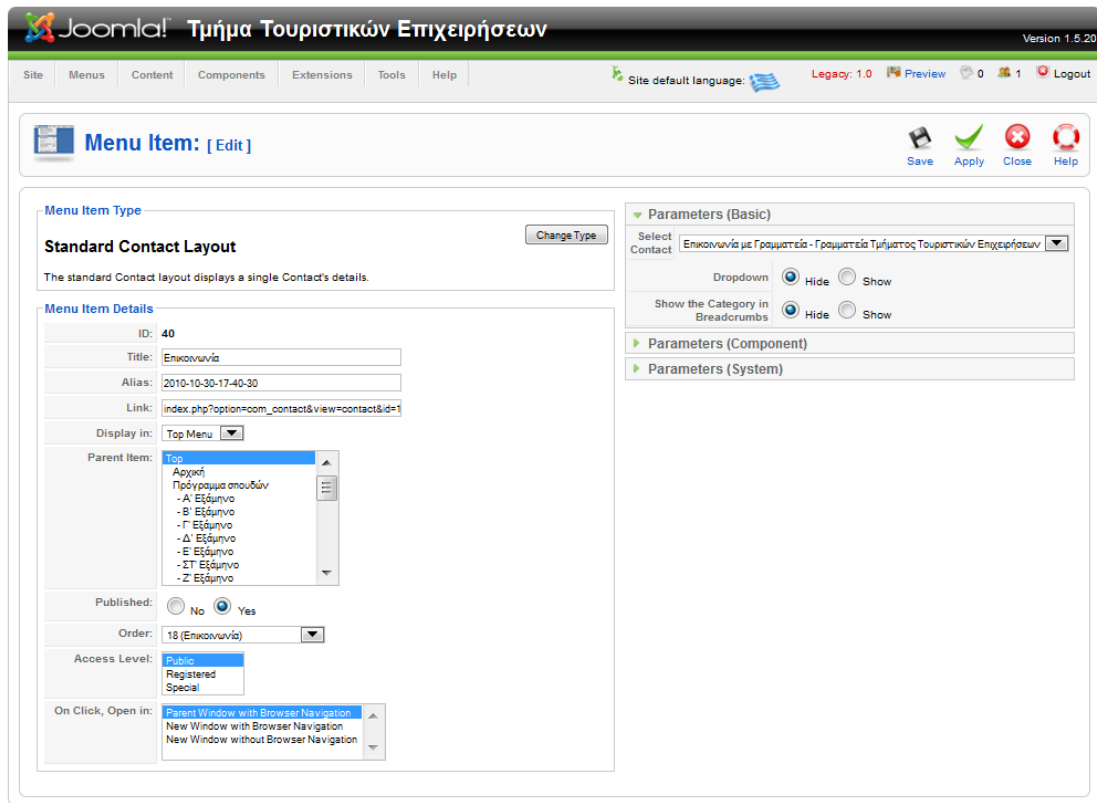 Joomla!™ Τμήμα Τουριστικών Επιχειρήσεων
Version 1.5.20
Site Menus Content Components Extensions Tools Help
Site default language:
Legacy: 1.0 Preview 0 1 Logout
Menu Item: [ Edit ]
Save Apply Close Help
Menu Item Type
Standard Contact Layout
Change Type
The standard Contact layout displays a single Contact's details.
Menu Item Details
ID: 40
Title: Επικοινωνία
Alias: 2010-10-30-17-40-30
Link: index.php?option=com_contact&view=contact&id=1
Display in: Top Menu
Parent Item: Top
Αρχική
Πρόγραμμα σπουδών
- Α' Εξάμηνο
- Β' Εξάμηνο
- Γ' Εξάμηνο
- Δ' Εξάμηνο
- Ε' Εξάμηνο
- ΣΤ' Εξάμηνο
- Ζ' Εξάμηνο
Published: No Yes
Order: 18 (Επικοινωνία)
Access Level: Public
Registered
Special
On Click, Open in: Parent Window with Browser Navigation
New Window with Browser Navigation
New Window without Browser Navigation
Parameters (Basic)
Select Contact
Επικοινωνία με Γραμματεία - Γραμματεία Τμήματος Τουριστικών Επιχειρήσεων
Dropdown Hide Show
Show the Category in
Breadcrumbs Hide Show
Parameters (Component)
Parameters (System)